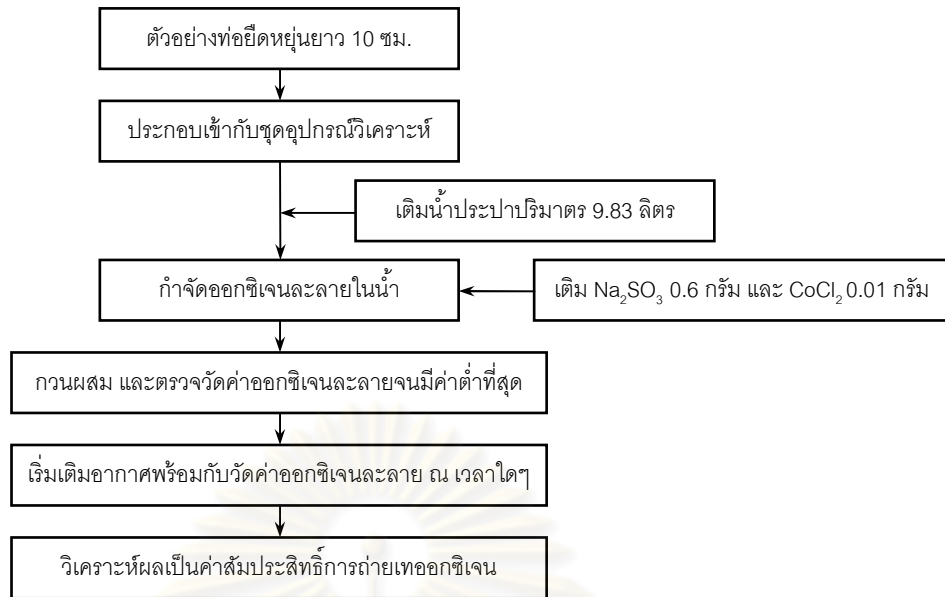 ตัวอย่างท่อยืดหยุ่นยาว 10 ซม.
ประกอบเข้ากับชุดอุปกรณ์วิเคราะห์
เติมน้ำประปาปริมาตร 9.83 ลิตร
กำจัดออกซิเจนละลายในน้ำ
เติม Na₂SO₃ 0.6 กรัม และ CoCl₂ 0.01 กรัม
กวนผสม และตรวจวัดค่าออกซิเจนละลายจนมีค่าต่ำที่สุด
เริ่มเติมอากาศพร้อมกับวัดค่าออกซิเจนละลาย ณ เวลาใดๆ
วิเคราะห์ผลเป็นค่าสัมประสิทธิ์การถ่ายเทออกซิเจน